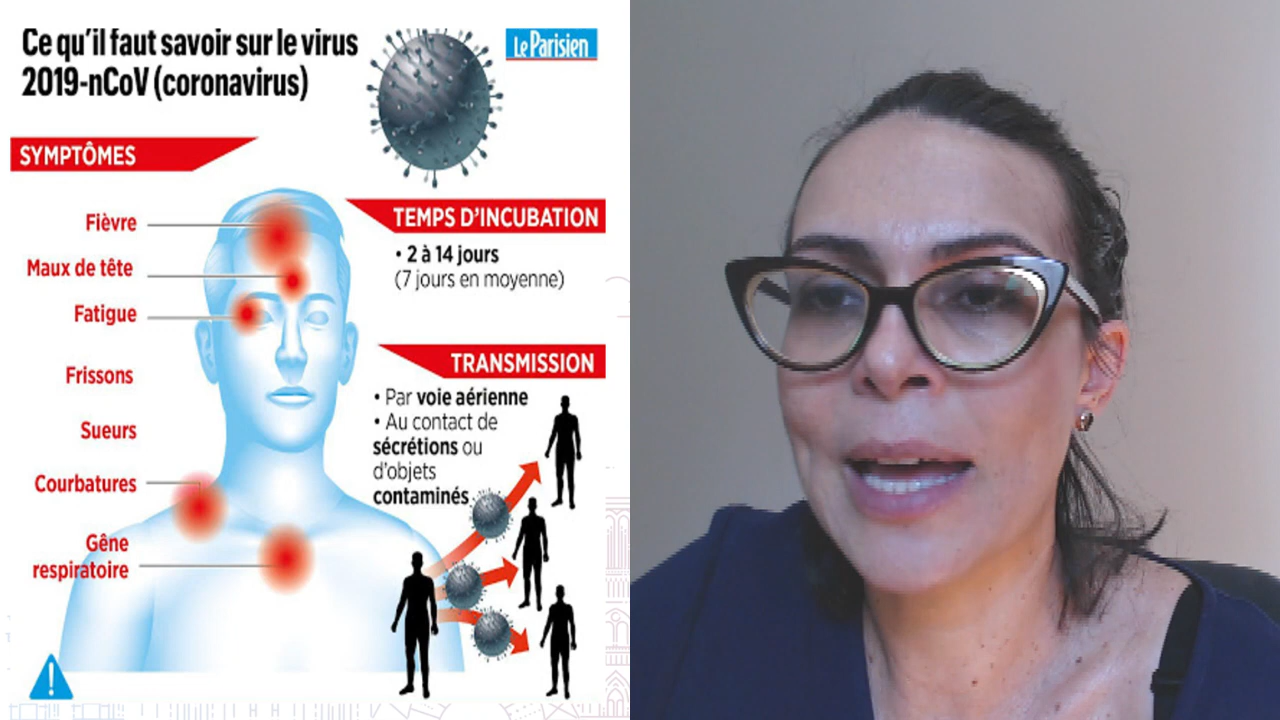 Ce qu'il faut savoir sur le virus
2019-nCoV (coronavirus)
Le Parisien
SYMPTÔMES
Fièvre
Maux de tête
Fatigue
Frissons
Sueurs
Courbatures
Gêne
respiratoire
TEMPS D'INCUBATION
• 2 à 14 jours
(7 jours en moyenne)
TRANSMISSION
• Par voie aérienne
• Au contact de
sécrétions ou
d'objets
contaminés
!